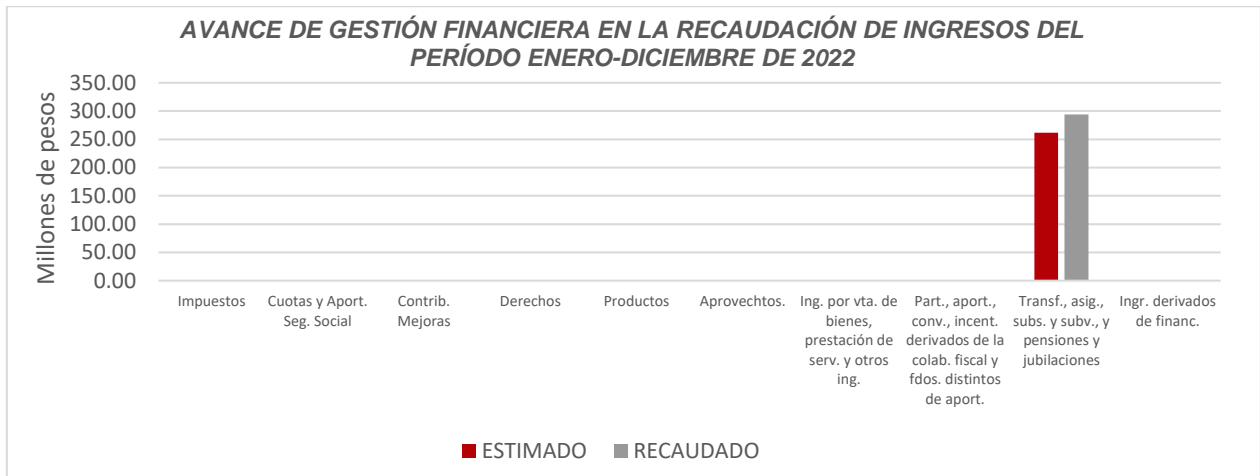 AVANCE DE GESTIÓN FINANCIERA EN LA RECAUDACIÓN DE INGRESOS DEL
PERÍODO ENERO-DICIEMBRE DE 2022
Millones de pesos
350.00
300.00
250.00
200.00
150.00
100.00
50.00
0.00
Impuestos
Cuotas y Aport.
Seg. Social
Contrib.
Mejoras
Derechos
Productos
Aprovechtos.
Ing. por vta. de
bienes,
prestación de
serv. y otros
ing.
Part., aport.,
conv., incent.
derivados de la
colab. fiscal y
fdos. distintos
de aport.
Transf., asig.,
subs. y subv., y
pensiones y
jubilaciones
Ingr. derivados
de financ.
ESTIMADO
RECAUDADO